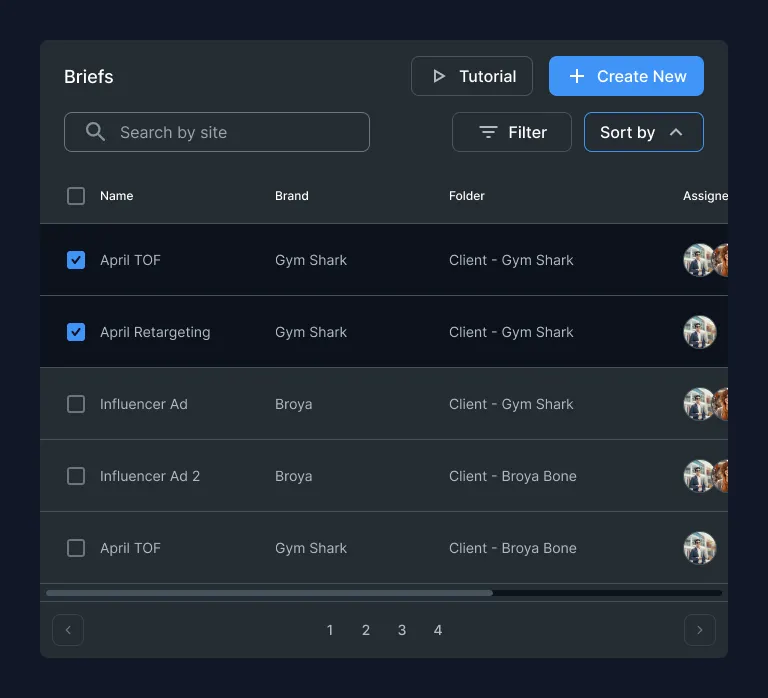 Briefs Tutorial Create New
Search by site Filter Sort by
Name Brand Folder Assigne
April TOF Gym Shark Client - Gym Shark
April Retargeting Gym Shark Client - Gym Shark
Influencer Ad Broya Client - Gym Shark
Influencer Ad 2 Broya Client - Broya Bone
April TOF Gym Shark Client - Broya Bone
1 2 3 4